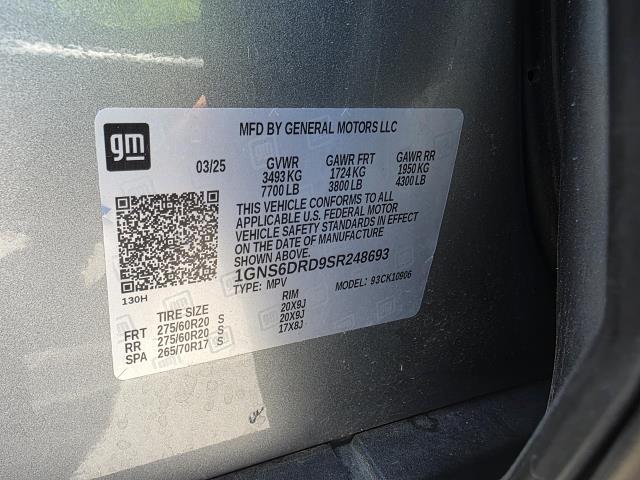 gm
MFD BY GENERAL MOTORS LLC
03/25 GVWR GAWR FRT GAWR RR
3493 KG 1724 KG 1950 KG
7700 LB 3800 LB 4300 LB
THIS VEHICLE CONFORMS TO ALL
APPLICABLE U.S. FEDERAL MOTOR
VEHICLE SAFETY STANDARDS IN EFFECT
ON THE DATE OF MANUFACTURE
SHOWN ABOVE.
1GNS6DRD9SR248693
TYPE: MPV MODEL: 93CK10906
130H
TIRE SIZE RIM
FRT 275/60R20 S 20X9J
RR 275/60R20 S 20X9J
SPA 265/70R17 S 17X8J